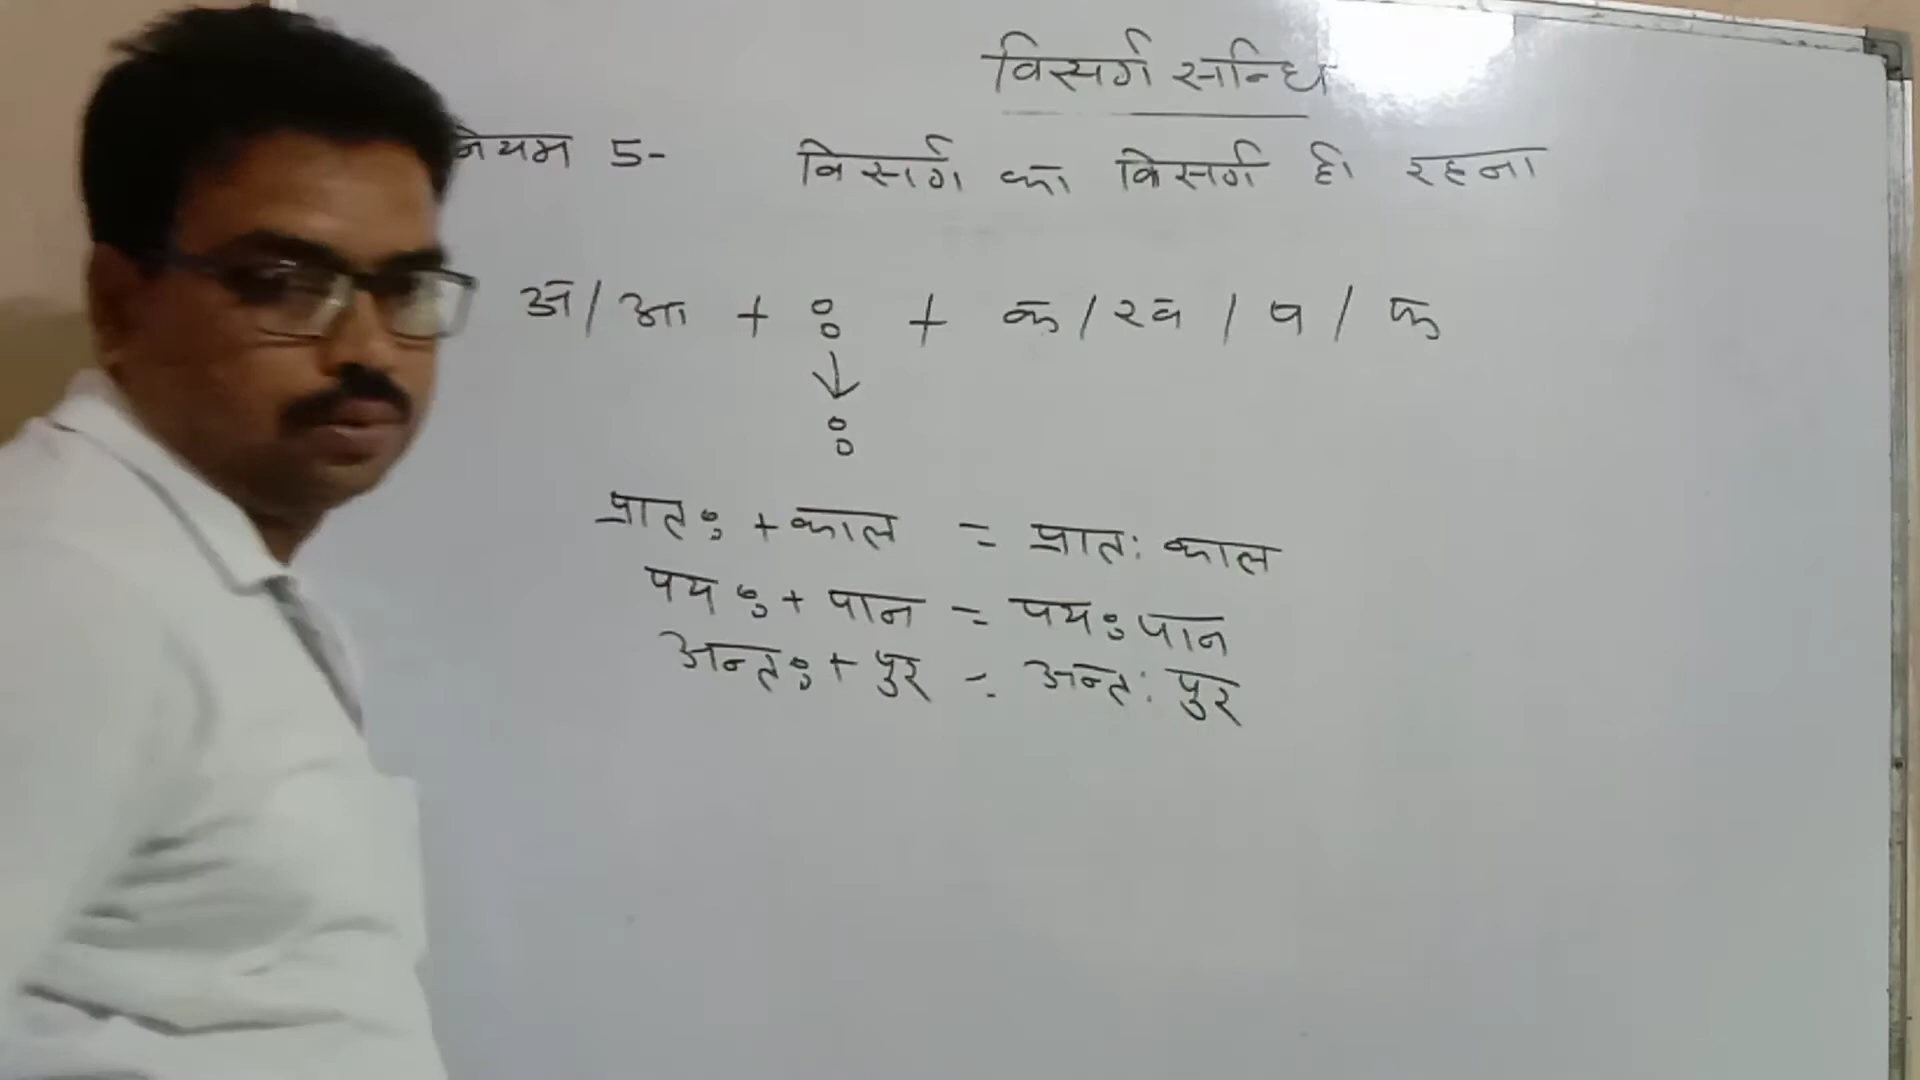 विसर्ग सन्धि
नियम 5- विसर्ग का विसर्ग ही रहना
अ/आ + ः + क/ख/प/फ
↓
ः
प्रातः + काल = प्रातः काल
पयः + पान = पयः पान
अन्तः + पुर = अन्तः पुर